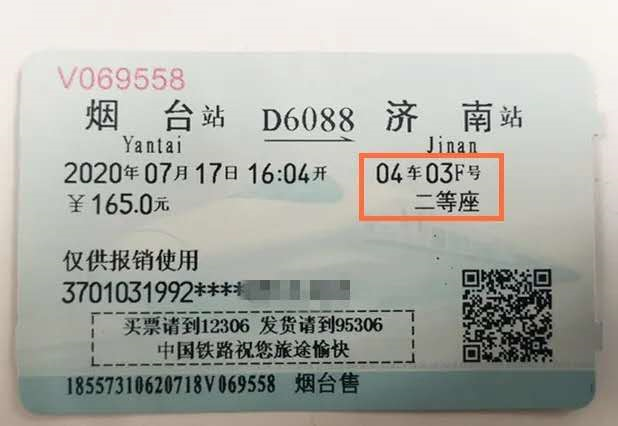 V069558
烟台站 D6088 济南站
Yantai Jinan
2020年07月17日 16:04开 04车03F号
￥165.0元 二等座
仅供报销使用
3701031992****
买票请到12306 发货请到95306
中国铁路祝您旅途愉快
18557310620718V069558 烟台售